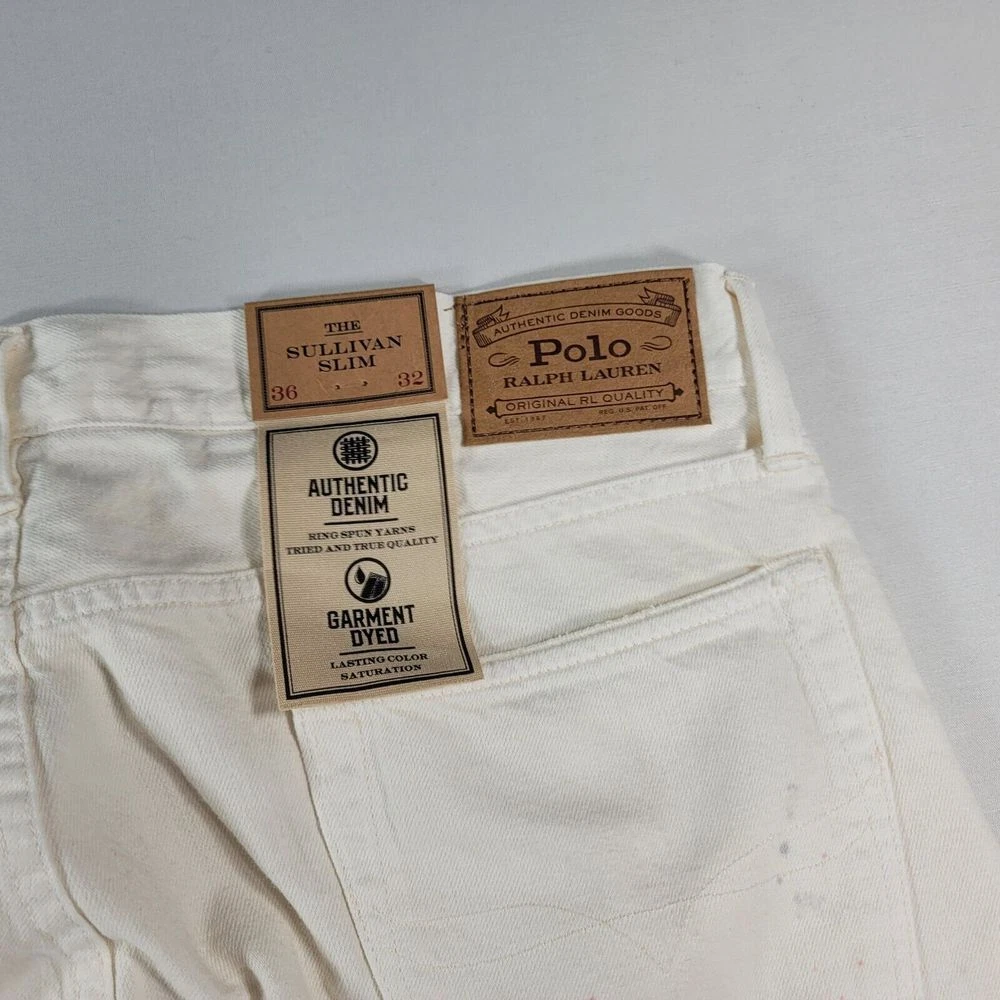 THE
SULLIVAN
SLIM
36 32
AUTHENTIC
DENIM
RING SPUN YARNS
TRIED AND TRUE QUALITY
GARMENT
DYED
LASTING COLOR
SATURATION
AUTHENTIC DENIM GOODS
Polo
RALPH LAUREN
ORIGINAL RL QUALITY
EST. 1967 REG. U.S. PAT. OFF.